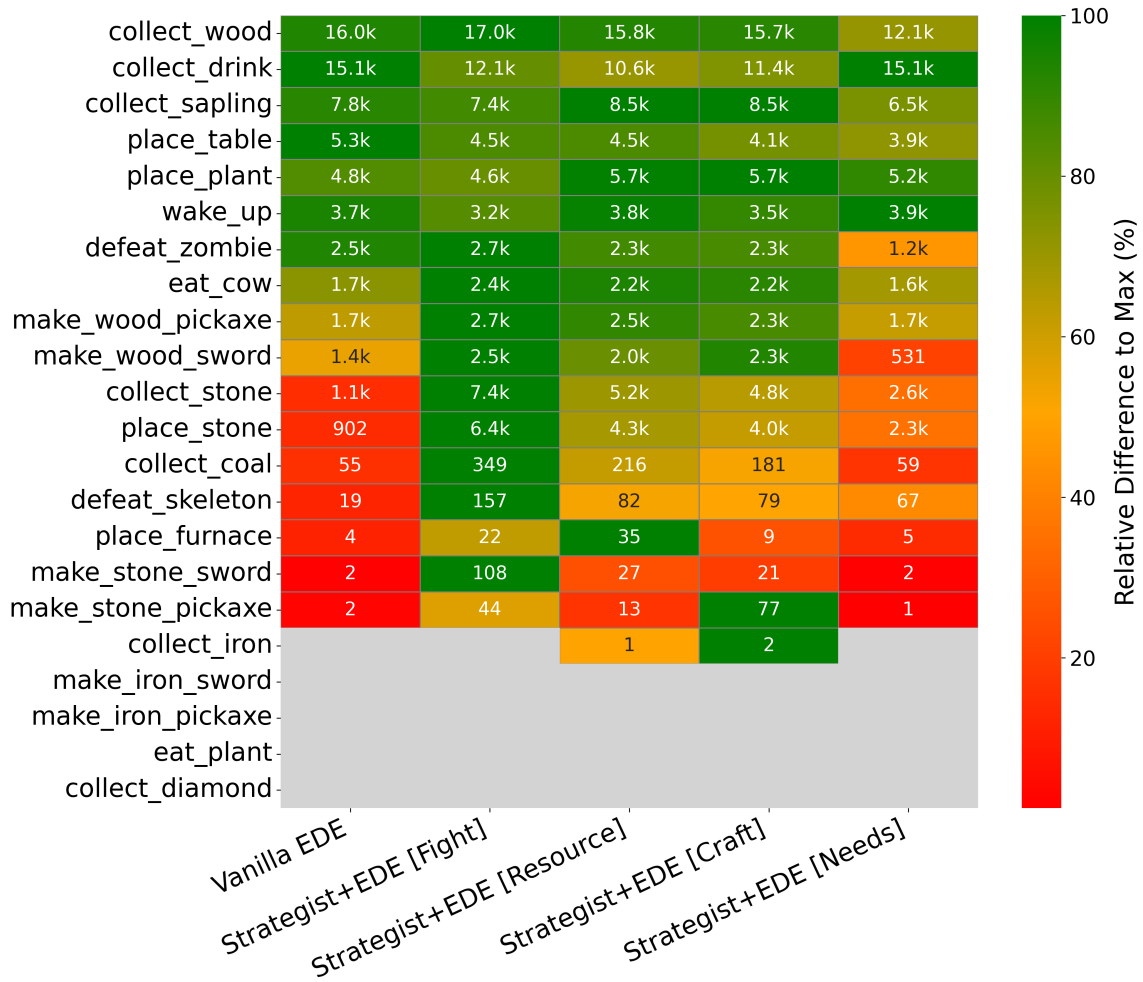 collect_wood 16.0k 17.0k 15.8k 15.7k 12.1k
collect_drink 15.1k 12.1k 10.6k 11.4k 15.1k
collect_sapling 7.8k 7.4k 8.5k 8.5k 6.5k
place_table 5.3k 4.5k 4.5k 4.1k 3.9k
place_plant 4.8k 4.6k 5.7k 5.7k 5.2k
wake_up 3.7k 3.2k 3.8k 3.5k 3.9k
defeat_zombie 2.5k 2.7k 2.3k 2.3k 1.2k
eat_cow 1.7k 2.4k 2.2k 2.2k 1.6k
make_wood_pickaxe 1.7k 2.7k 2.5k 2.3k 1.7k
make_wood_sword 1.4k 2.5k 2.0k 2.3k 531
collect_stone 1.1k 7.4k 5.2k 4.8k 2.6k
place_stone 902 6.4k 4.3k 4.0k 2.3k
collect_coal 55 349 216 181 59
defeat_skeleton 19 157 82 79 67
place_furnace 4 22 35 9 5
make_stone_sword 2 108 27 21 2
make_stone_pickaxe 2 44 13 77 1
collect_iron 1 2
make_iron_sword
make_iron_pickaxe
eat_plant
collect_diamond
Vanilla EDE
Strategist+EDE [Fight]
Strategist+EDE [Resource]
Strategist+EDE [Craft]
Strategist+EDE [Needs]
100
80
60
40
20
Relative Difference to Max (%)